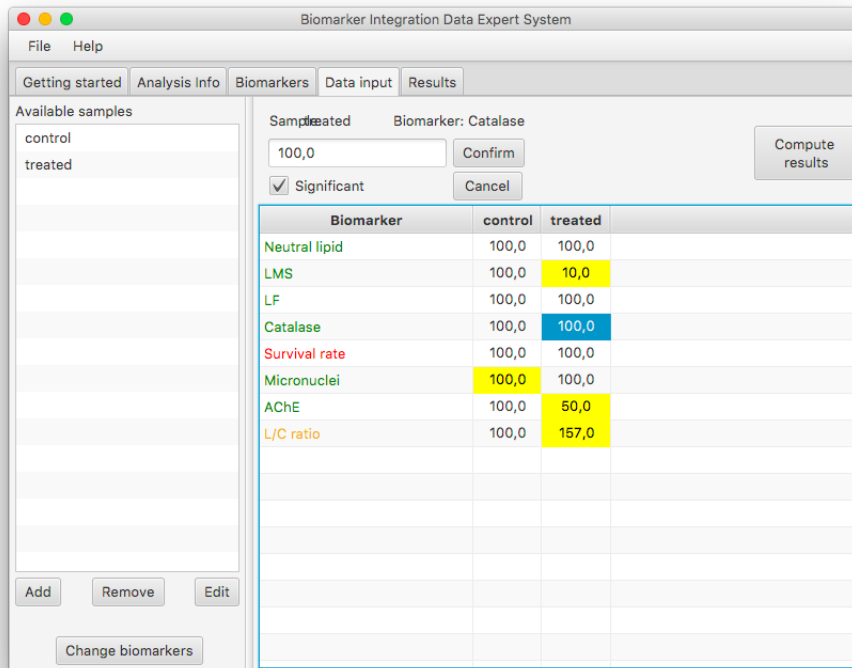 Biomarker Integration Data Expert System
File Help
Getting started Analysis Info Biomarkers Data input Results
Available samples
control
treated
Add Remove Edit
Change biomarkers
Sample treated Biomarker: Catalase
100,0 Confirm
Significant Cancel
Compute
results
Biomarker control treated
Neutral lipid 100,0 100,0
LMS 100,0 10,0
LF 100,0 100,0
Catalase 100,0 100,0
Survival rate 100,0 100,0
Micronuclei 100,0 100,0
AChE 100,0 50,0
L/C ratio 100,0 157,0